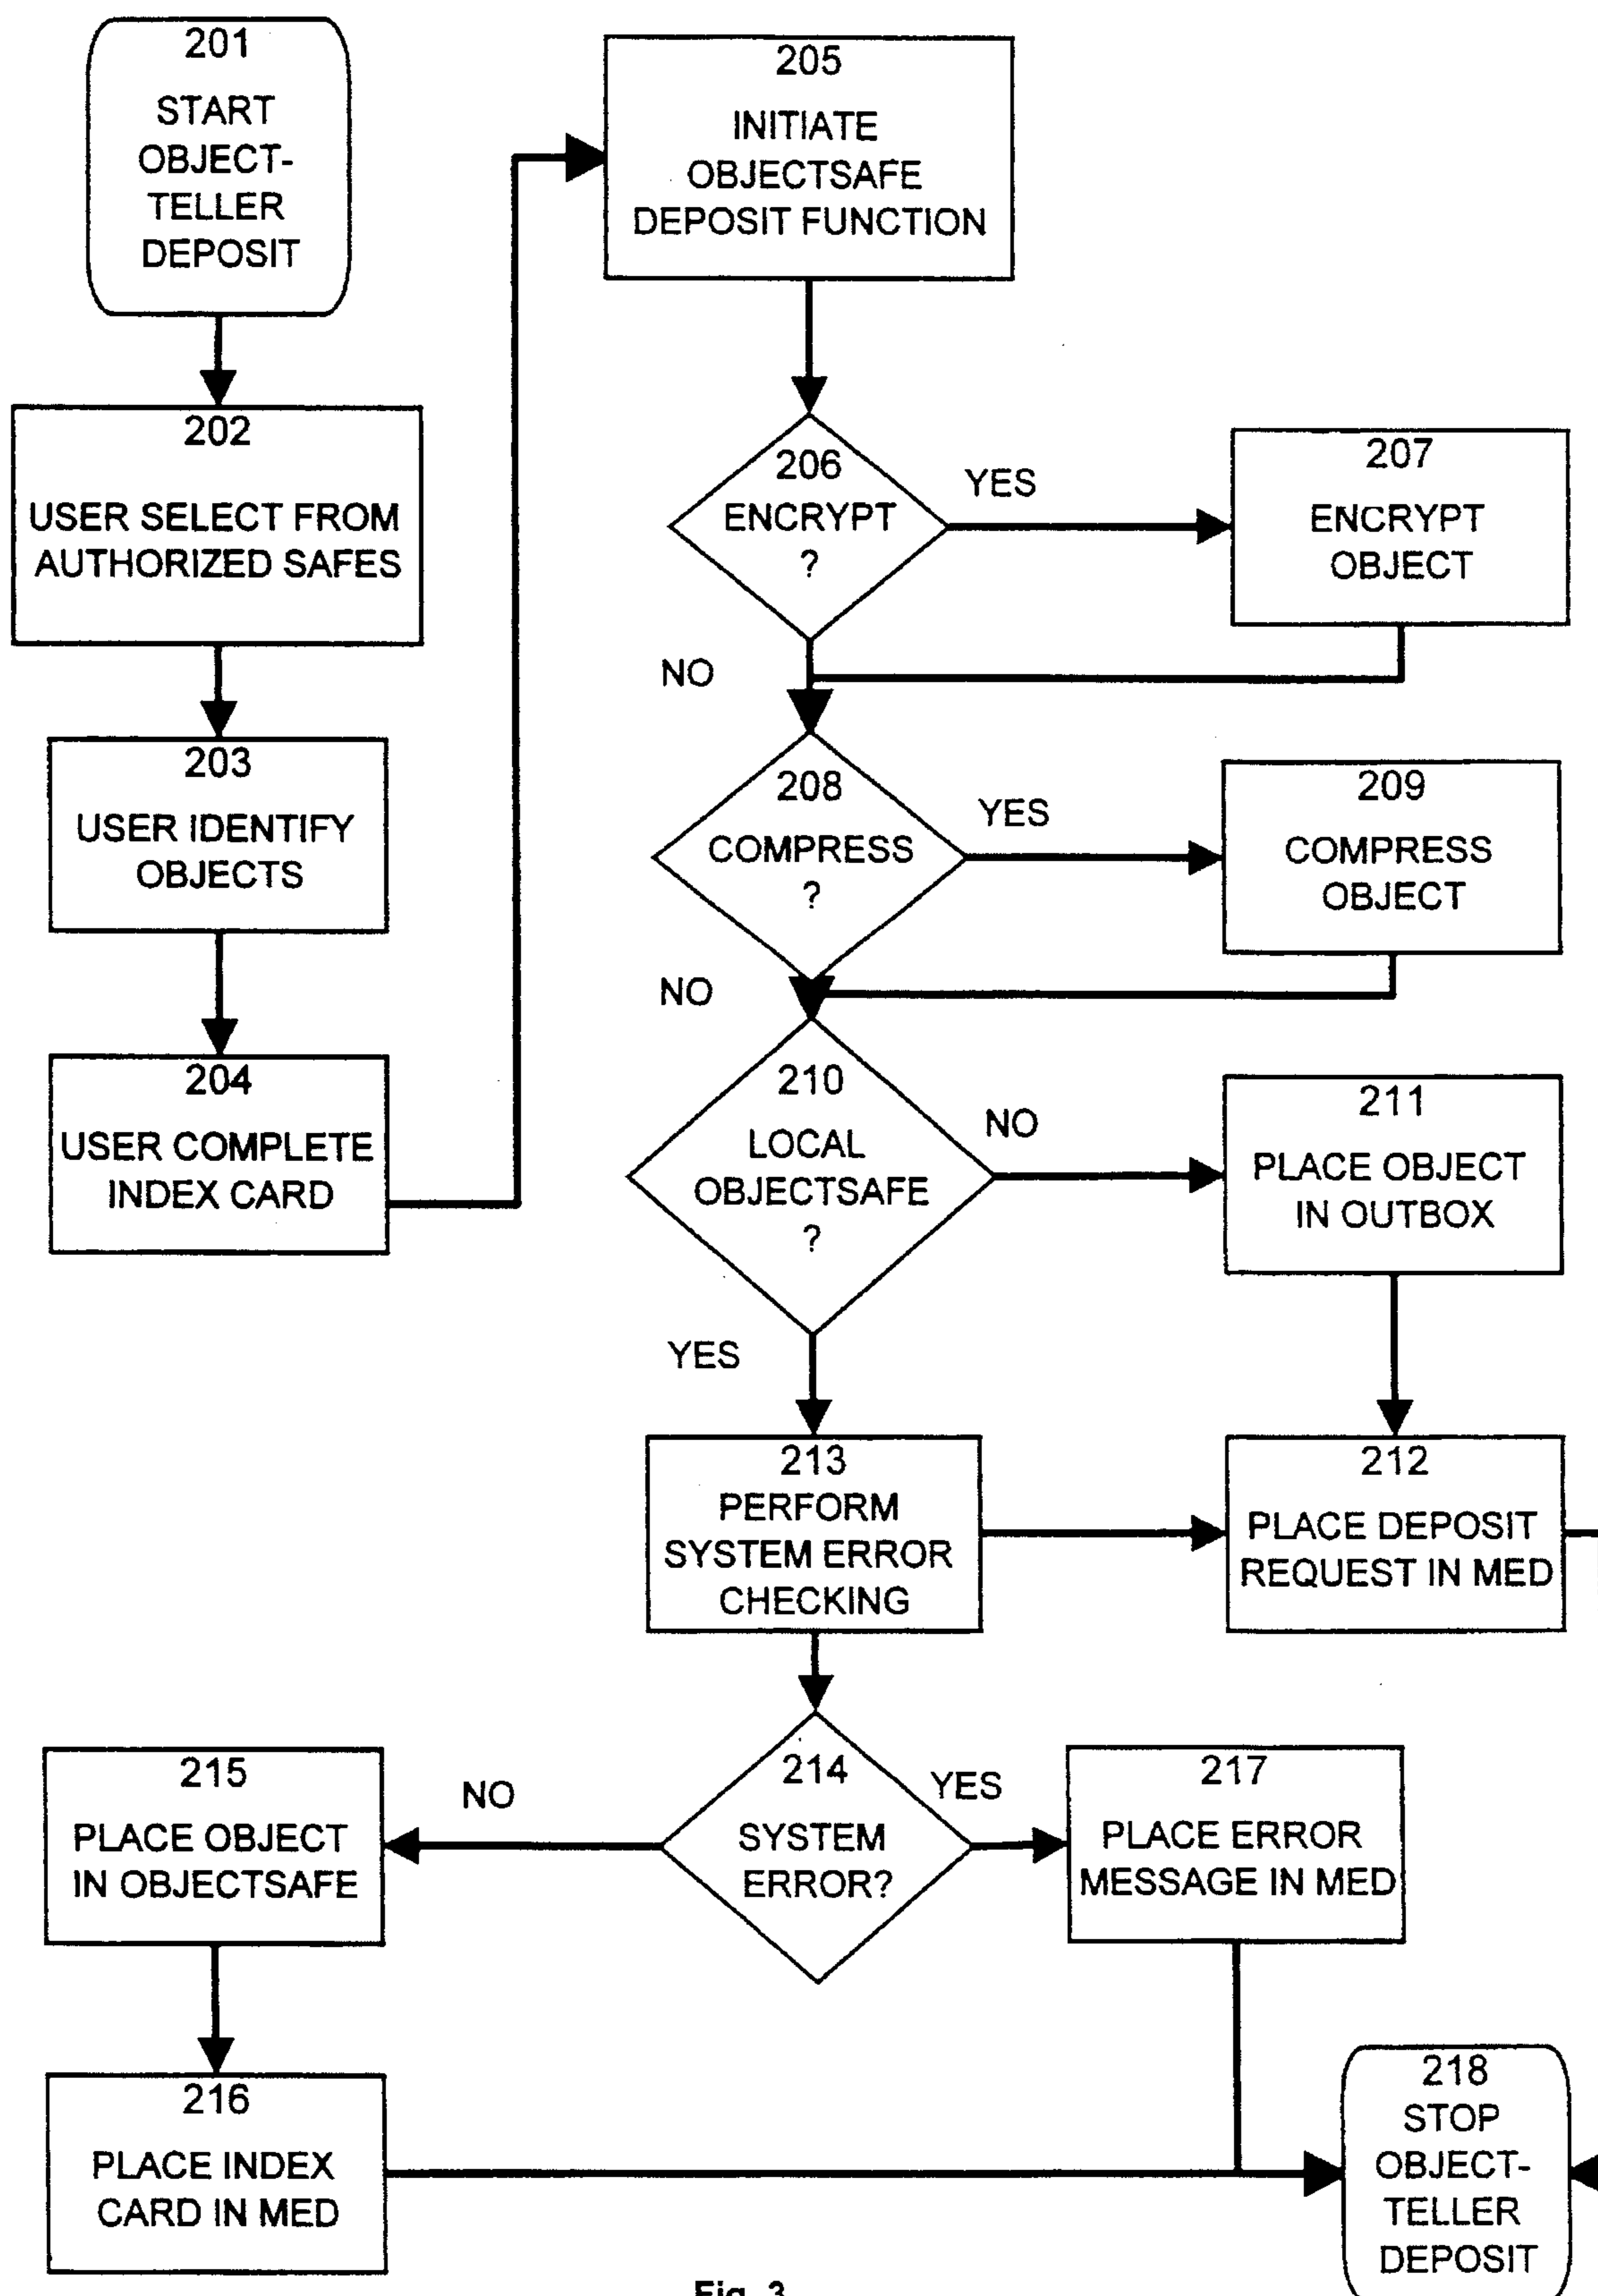 201
START
OBJECT-
TELLER
DEPOSIT
202
USER SELECT FROM
AUTHORIZED SAFES
203
USER IDENTIFY
OBJECTS
204
USER COMPLETE
INDEX CARD
205
INITIATE
OBJECTSAFE
DEPOSIT FUNCTION
206
ENCRYPT
?
YES
NO
207
ENCRYPT
OBJECT
208
COMPRESS
?
YES
NO
209
COMPRESS
OBJECT
210
LOCAL
OBJECTSAFE
?
NO
YES
211
PLACE OBJECT
IN OUTBOX
213
PERFORM
SYSTEM ERROR
CHECKING
212
PLACE DEPOSIT
REQUEST IN MED
214
SYSTEM
ERROR?
NO
YES
215
PLACE OBJECT
IN OBJECTSAFE
217
PLACE ERROR
MESSAGE IN MED
216
PLACE INDEX
CARD IN MED
218
STOP
OBJECT-
TELLER
DEPOSIT
Fig. 3